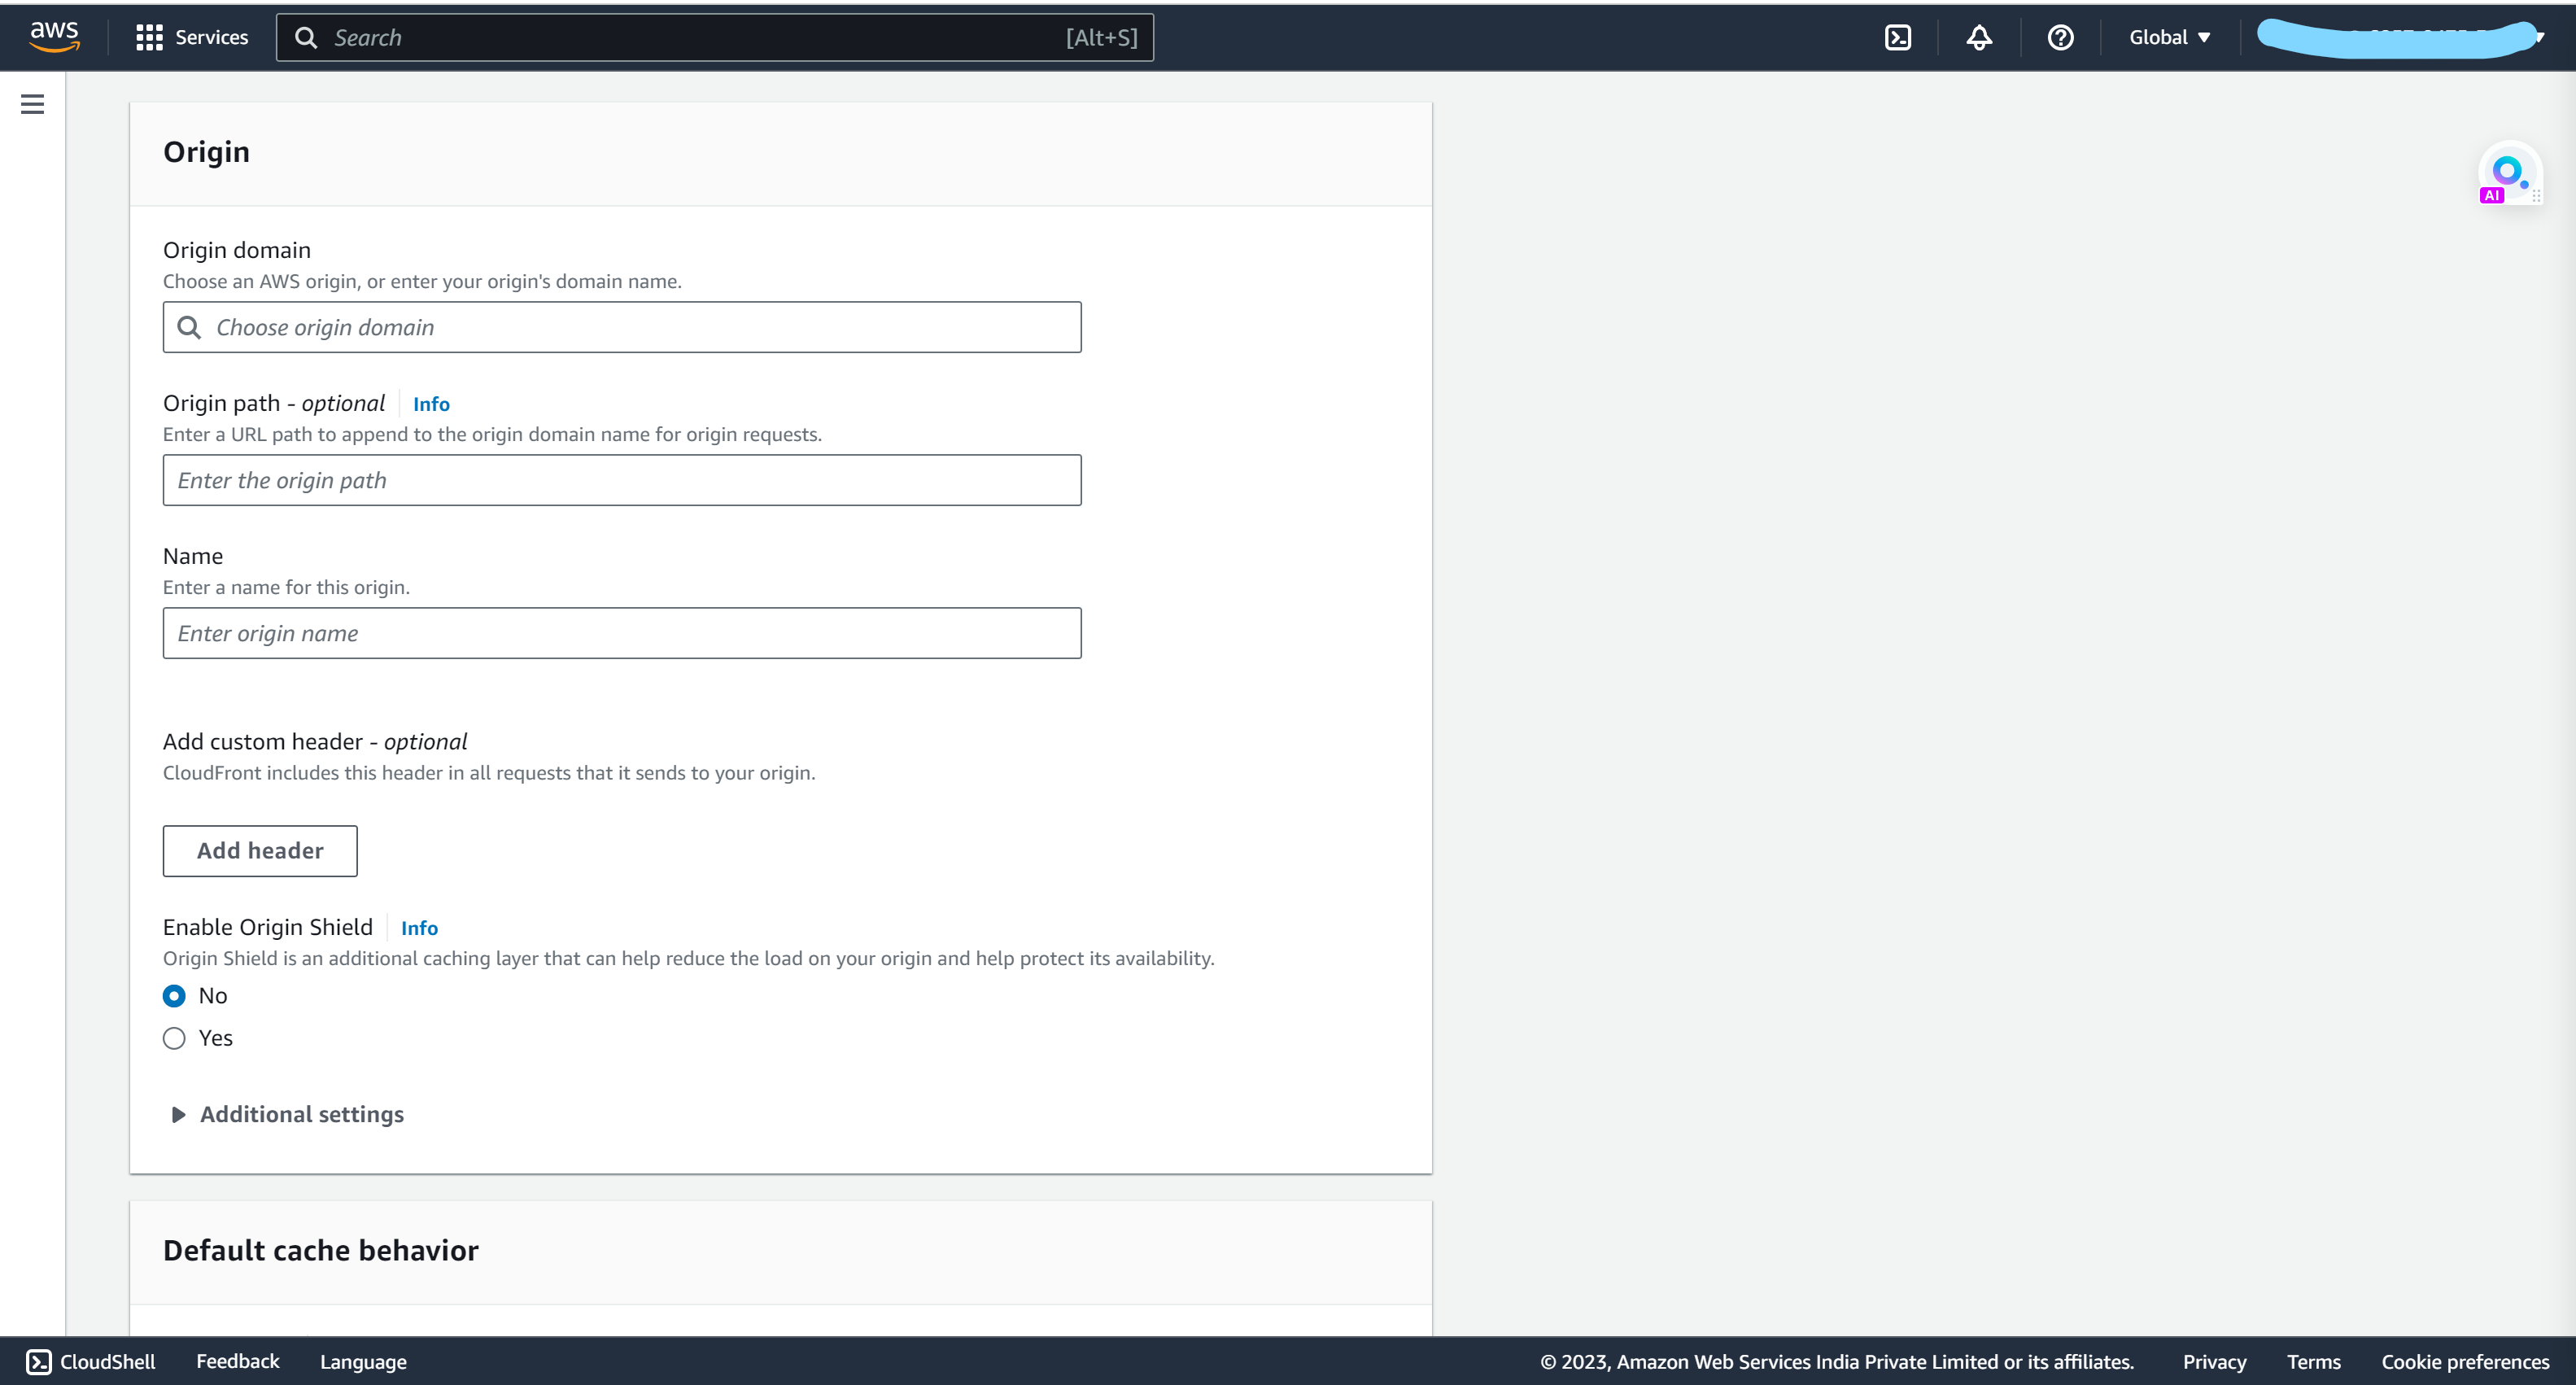 aws
Services
Search
[Alt+S]
Global
Origin
Origin domain
Choose an AWS origin, or enter your origin's domain name.
Choose origin domain
Origin path - optional
Info
Enter a URL path to append to the origin domain name for origin requests.
Enter the origin path
Name
Enter a name for this origin.
Enter origin name
Add custom header - optional
CloudFront includes this header in all requests that it sends to your origin.
Add header
Enable Origin Shield
Info
Origin Shield is an additional caching layer that can help reduce the load on your origin and help protect its availability.
No
Yes
Additional settings
Default cache behavior
AI
CloudShell
Feedback
Language
© 2023, Amazon Web Services India Private Limited or its affiliates.
Privacy
Terms
Cookie preferences